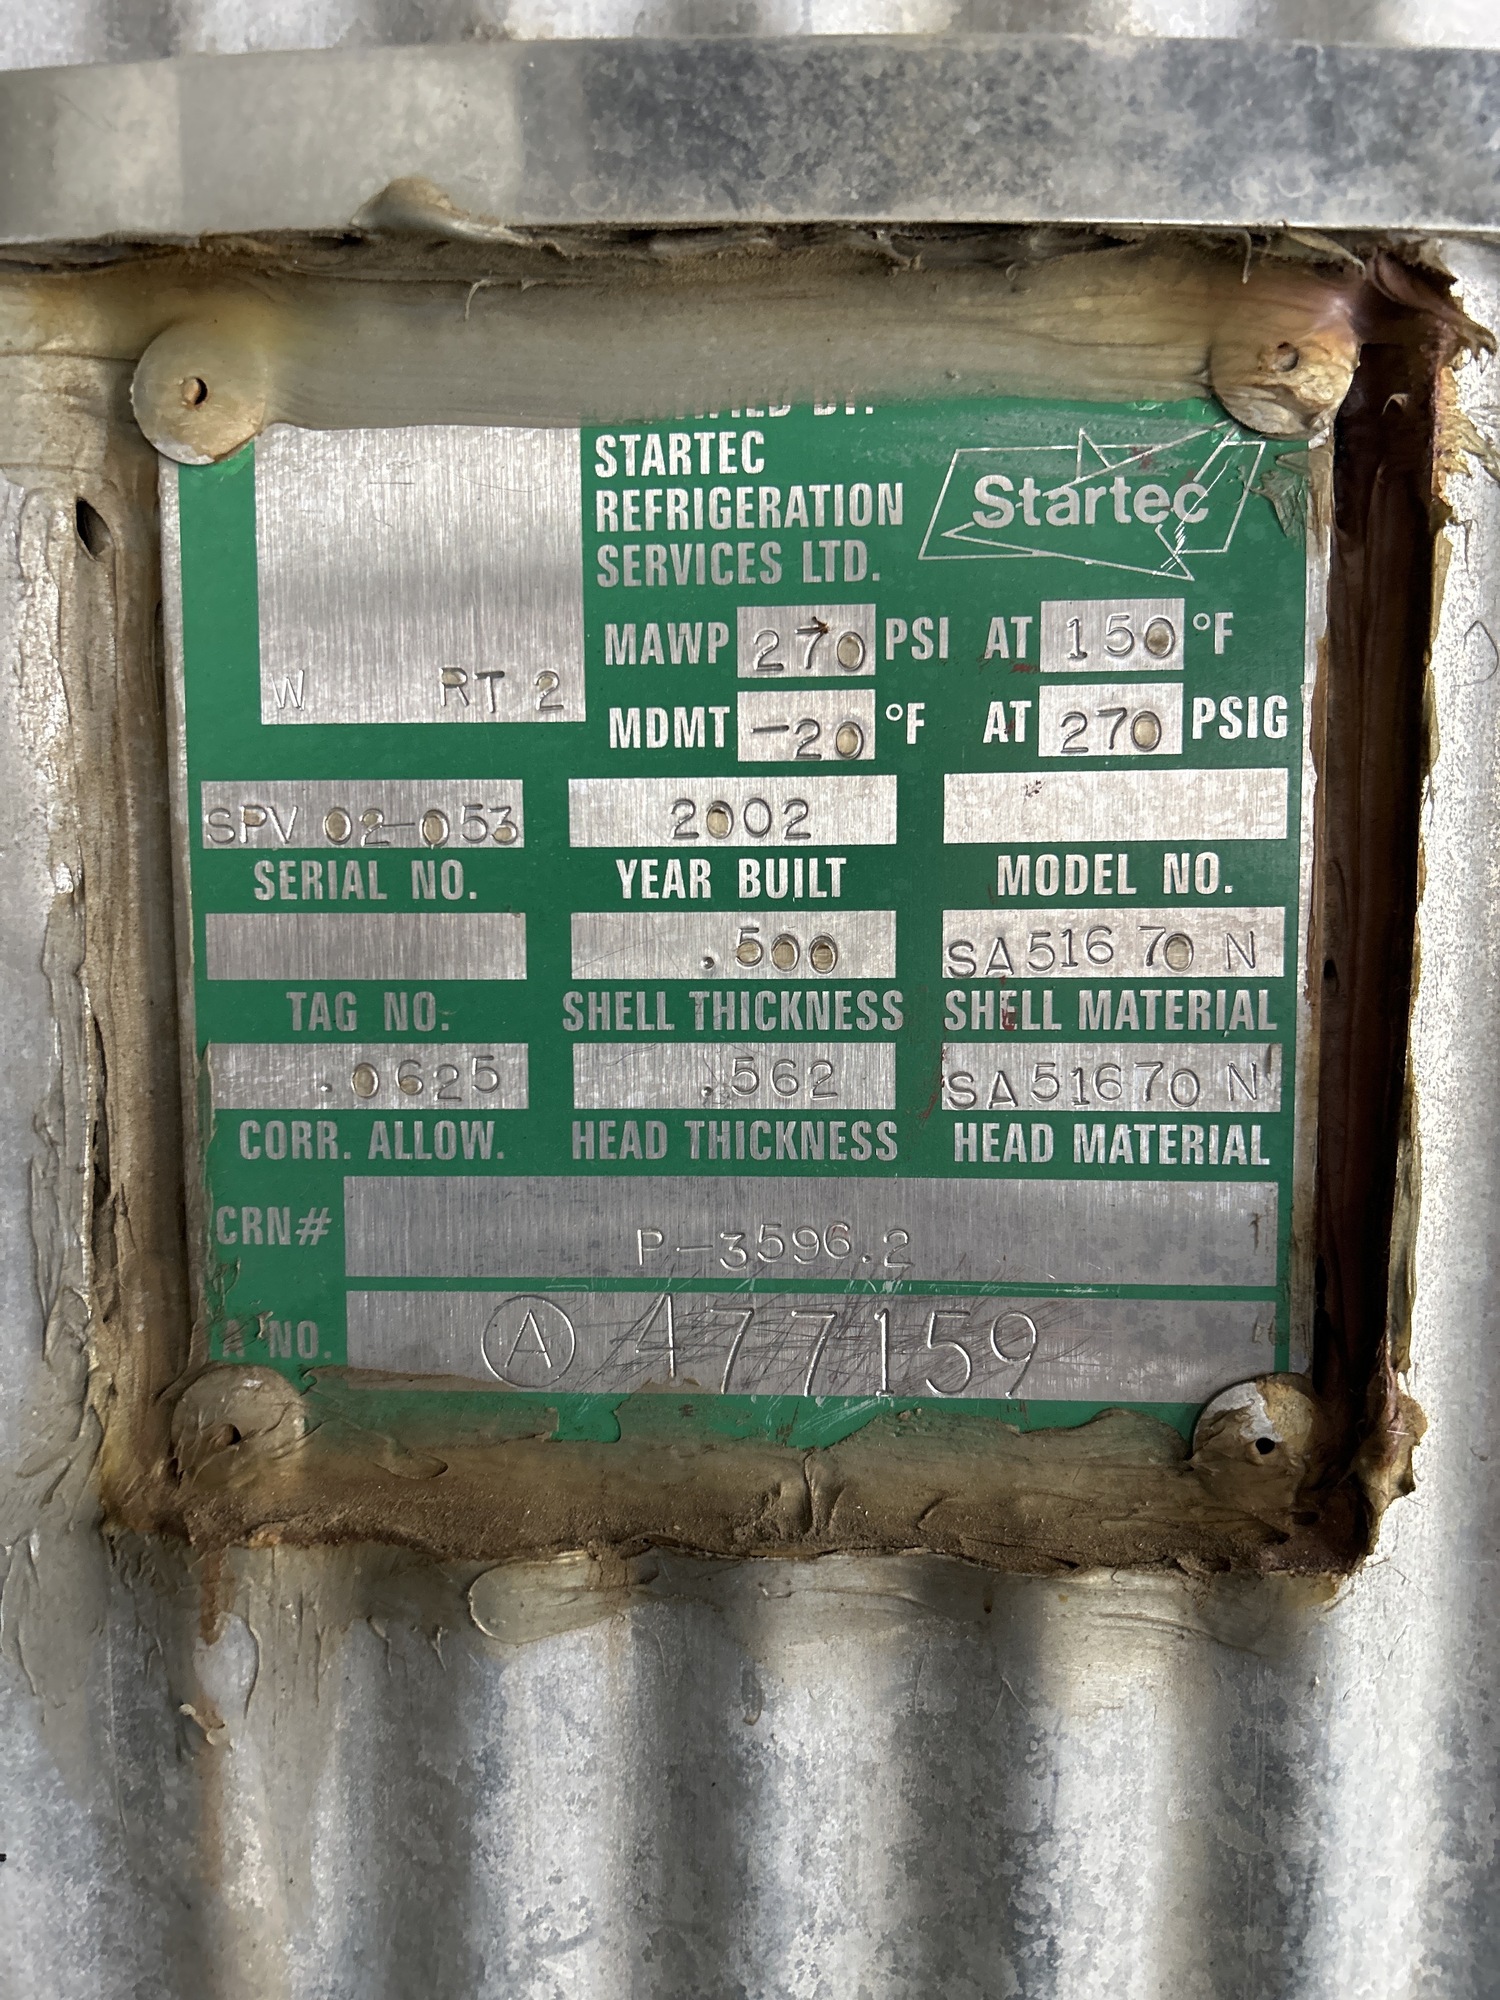 STARTEC
REFRIGERATION
SERVICES LTD.
Startec
MAWP 270 PSI AT 150 °F
W RT 2
MDMT -20 °F AT 270 PSIG
SPV 02-053 2002
SERIAL NO. YEAR BUILT MODEL NO.
.500 SA516 70 N
TAG NO. SHELL THICKNESS SHELL MATERIAL
.0625 .562 SA51670 N
CORR. ALLOW. HEAD THICKNESS HEAD MATERIAL
CRN# P-3596.2
A NO. A 477159